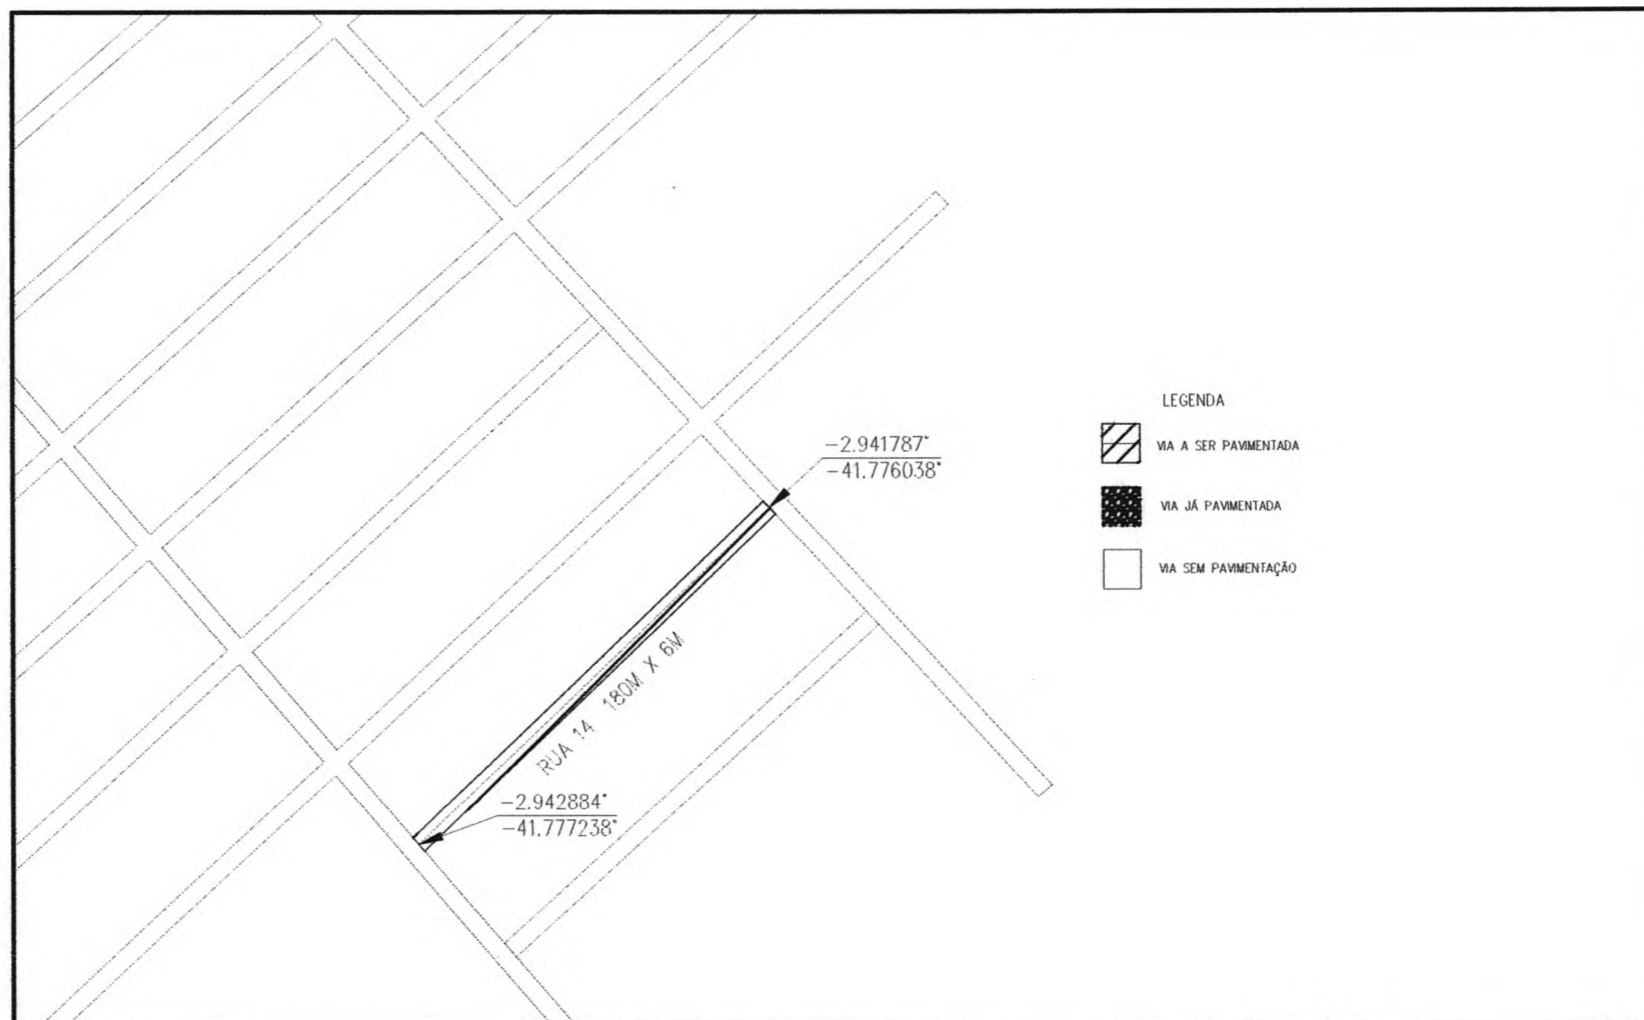 LEGENDA
-2.941787°
-41.776038°
VIA A SER PAVIMENTADA
VIA JÁ PAVIMENTADA
VIA SEM PAVIMENTAÇÃO
RUA 14 180M X 6M
-2.942884°
-41.777238°